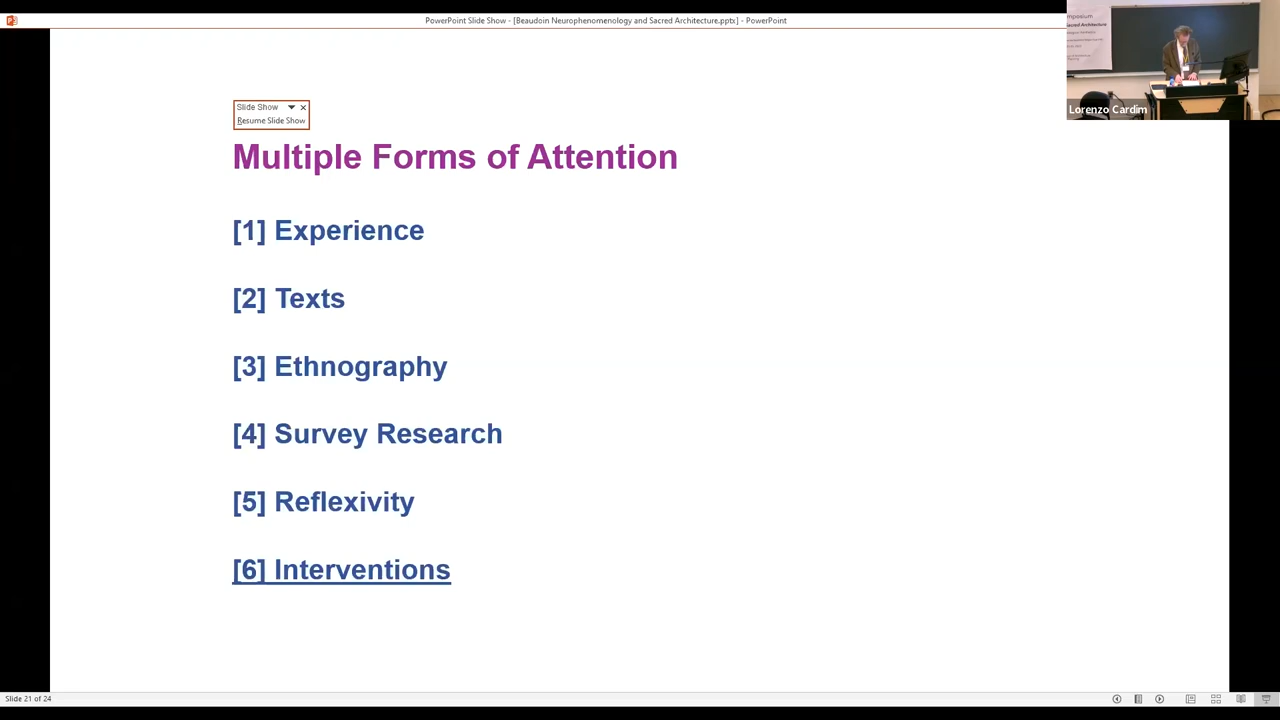 PowerPoint Slide Show - [Beaudoin Neurophenomenology and Sacred Architecture.pptx] - PowerPoint
Slide Show
Resume Slide Show
Multiple Forms of Attention
[1] Experience
[2] Texts
[3] Ethnography
[4] Survey Research
[5] Reflexivity
[6] Interventions
Sacred Architecture
Lorenzo Cardim
Slide 21 of 24